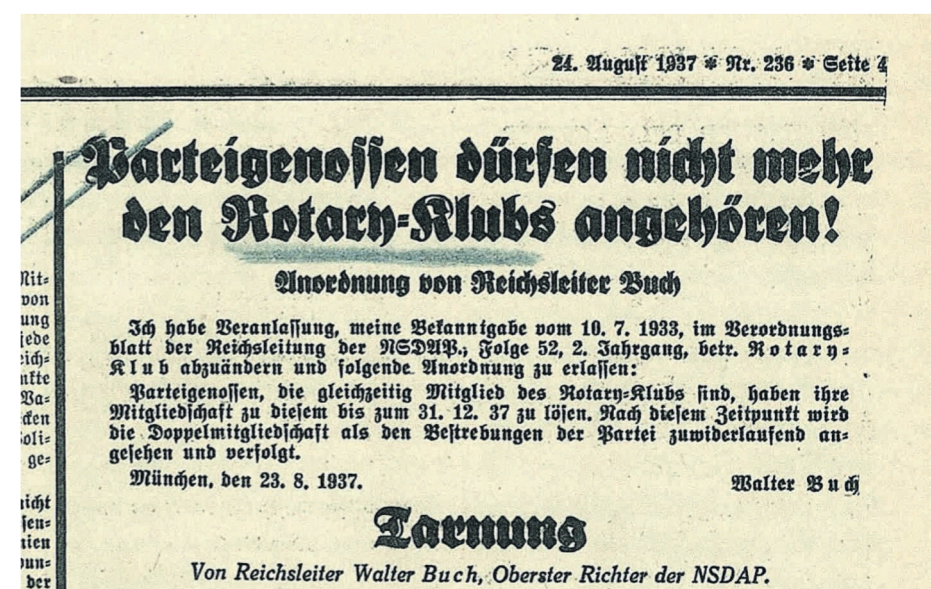 24. August 1937 * Nr. 236 * Seite 4
Parteigenossen dürfen nicht mehr
den Rotary-Klubs angehören!
Anordnung von Reichsleiter Buch
Ich habe Veranlassung, meine Bekanntgabe vom 10. 7. 1933, im Verordnungs-
blatt der Reichsleitung der NSDAP., Folge 52, 2. Jahrgang, betr. Rotary-
Klub abzuändern und folgende Anordnung zu erlassen:
Parteigenossen, die gleichzeitig Mitglied des Rotary-Klubs sind, haben ihre
Mitgliedschaft zu diesem bis zum 31. 12. 37 zu lösen. Nach diesem Zeitpunkt wird
die Doppelmitgliedschaft als den Bestrebungen der Partei zuwiderlaufend an-
gesehen und verfolgt.
München, den 23. 8. 1937. Walter Buch
Tarnung
Von Reichsleiter Walter Buch, Oberster Richter der NSDAP.
von
ung
ge-
der